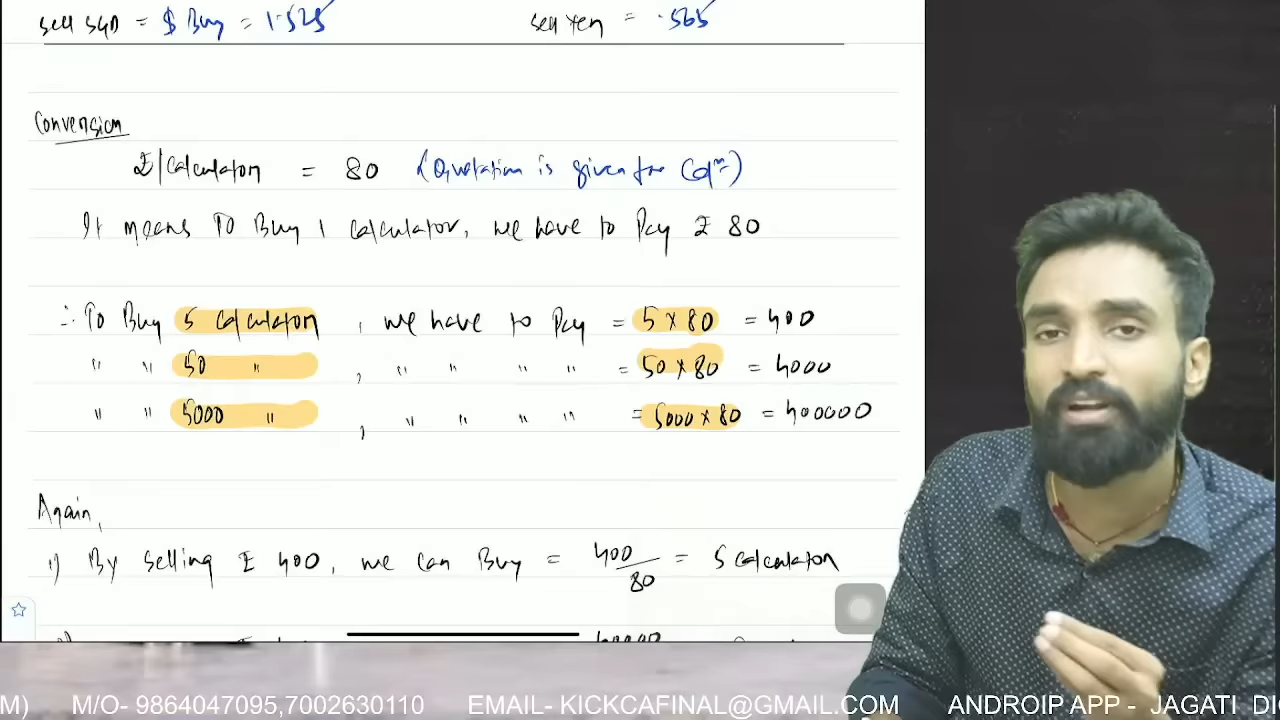 sell SGD = $ Buy = 1.525
sell Yen = .565
Conversion
₹/Calculator = 80 (Quotation is given for Calr)
It means To Buy 1 calculator, we have to Pay ₹ 80
∴ To Buy 5 calculator, we have to Pay = 5 × 80 = 400
" " 50 " , " " " " = 50 × 80 = 4000
" " 5000 " , " " " " = 5000 × 80 = 400000
Again,
i) By selling ₹ 400, we can Buy = 400/80 = 5 calculator
M) M/O- 9864047095,7002630110 EMAIL- KICKCAFINAL@GMAIL.COM ANDROIP APP - JAGATI DI